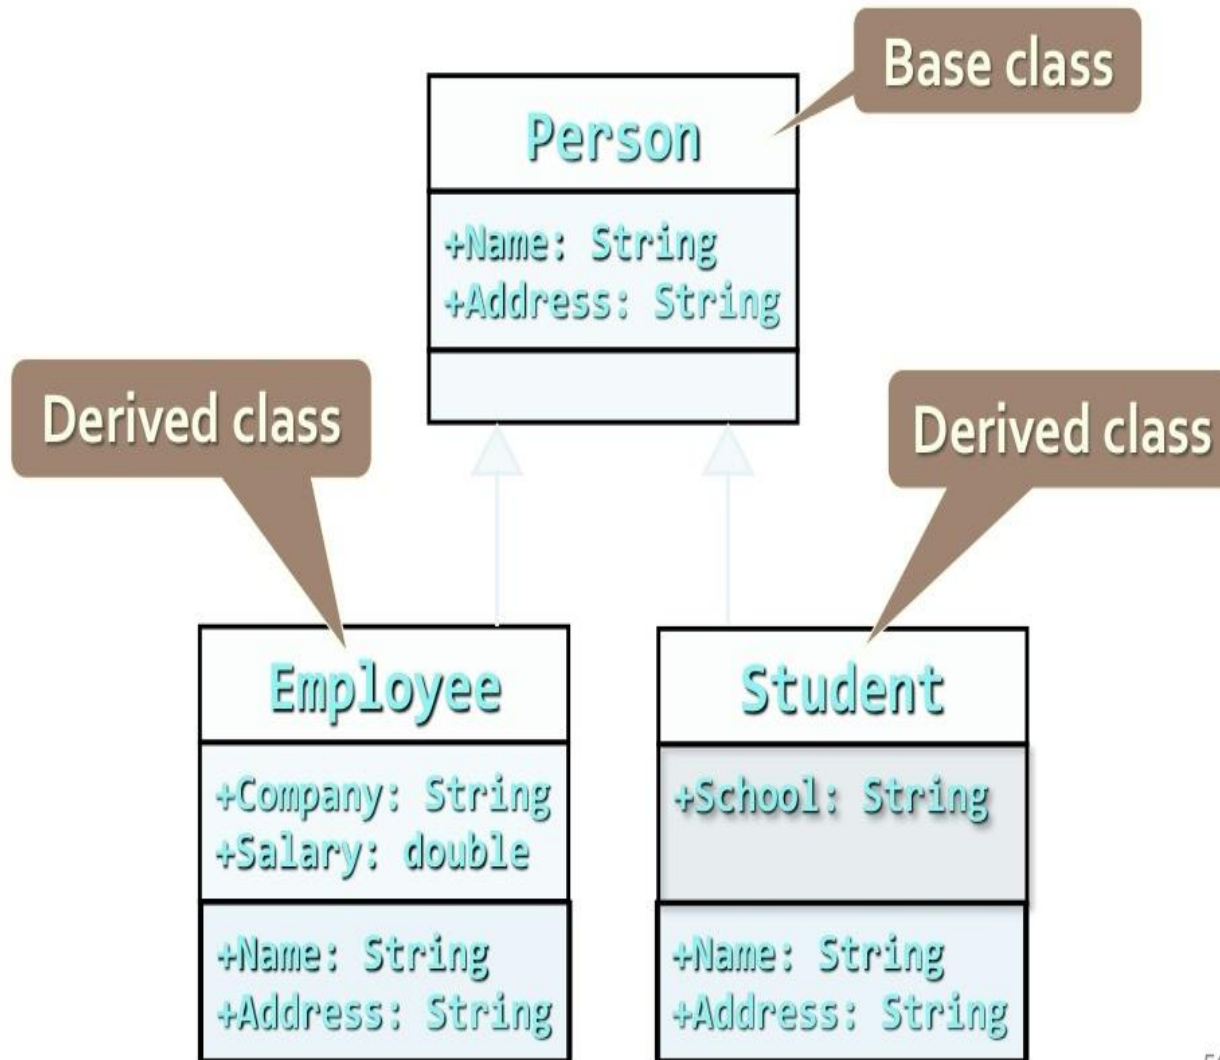 Base class
Person
+Name: String
+Address: String
Derived class
Derived class
Employee
+Company: String
+Salary: double
+Name: String
+Address: String
Student
+School: String
+Name: String
+Address: String